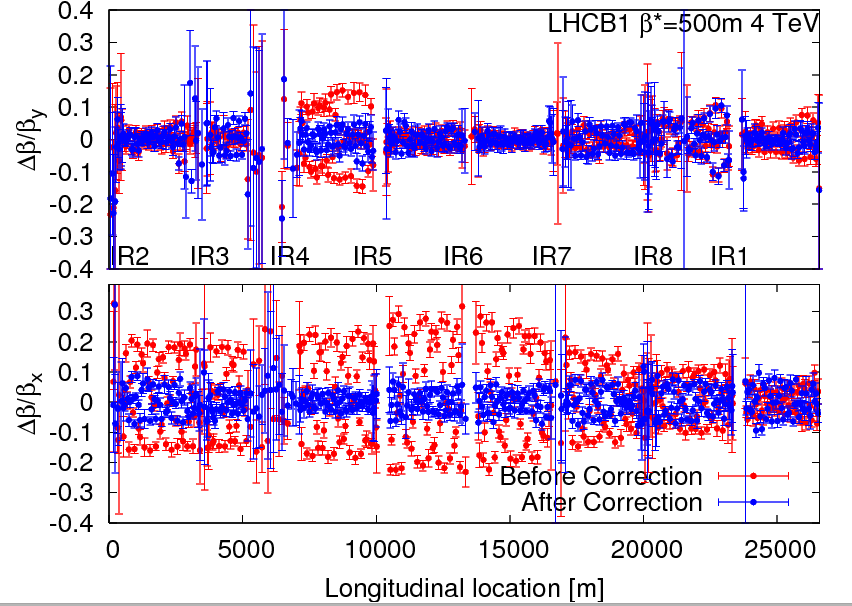 LHCB1 β*=500m 4 TeV
Δβ/βy
0.4
0.3
0.2
0.1
0
-0.1
-0.2
-0.3
-0.4
IR2 IR3 IR4 IR5 IR6 IR7 IR8 IR1
Δβ/βx
0.3
0.2
0.1
0
-0.1
-0.2
-0.3
-0.4
Before Correction
After Correction
0 5000 10000 15000 20000 25000
Longitudinal location [m]